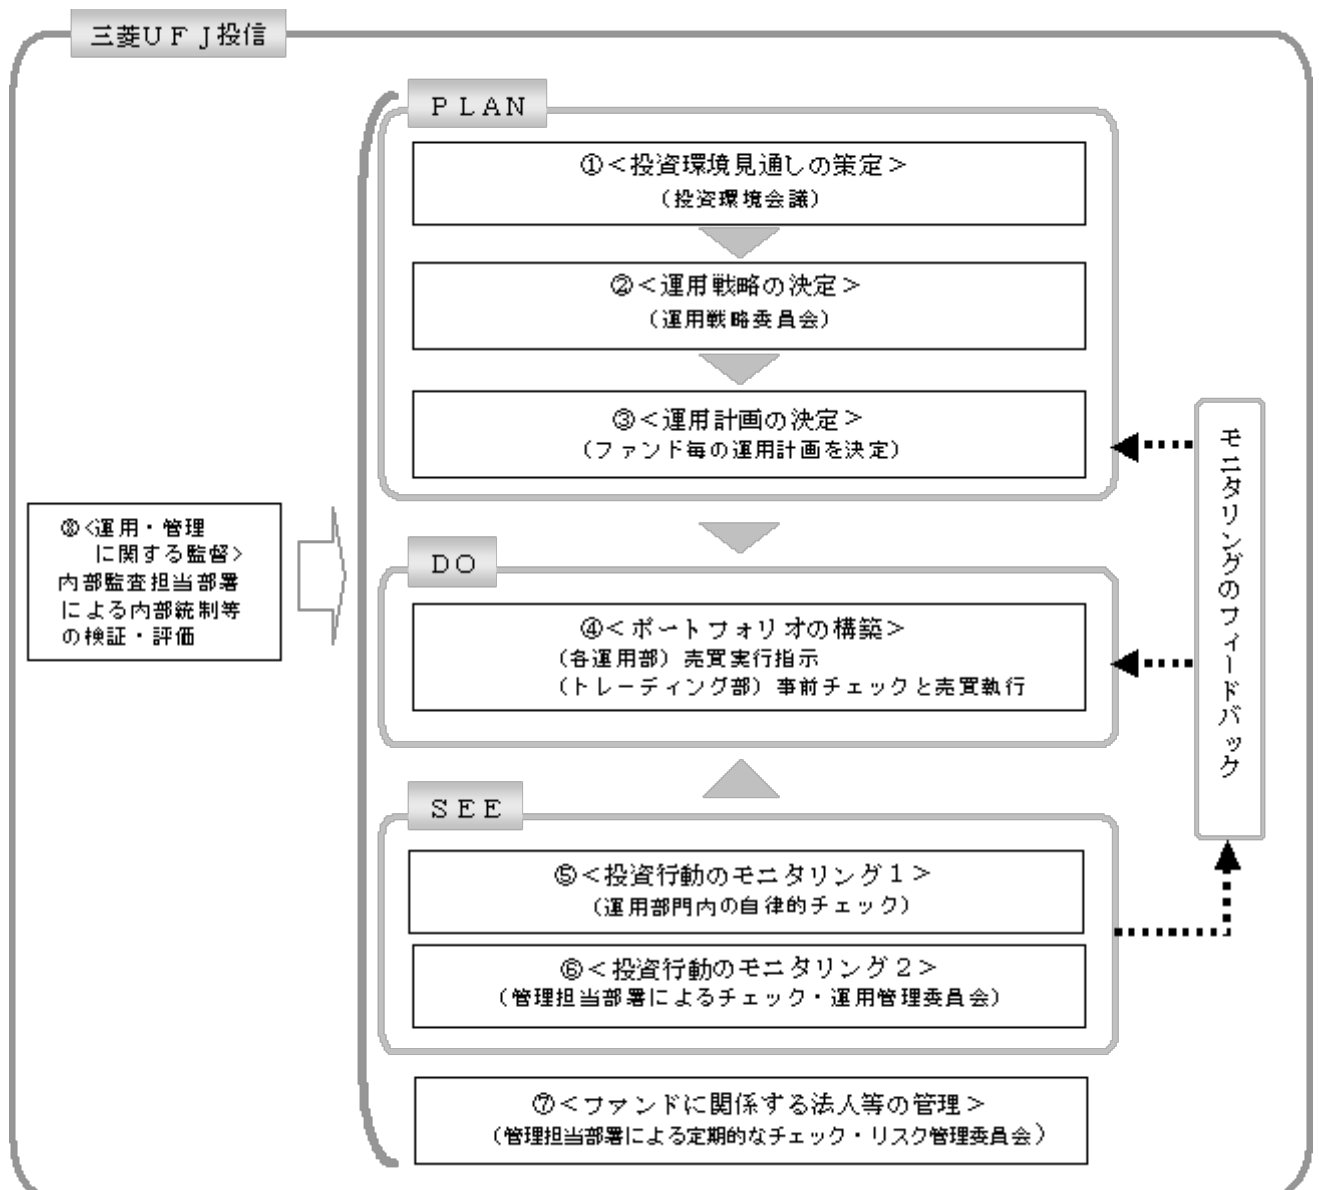 三菱ＵＦＪ投信
ＰＬＡＮ
①＜投資環境見通しの策定＞
（投資環境会議）
②＜運用戦略の決定＞
（運用戦略委員会）
③＜運用計画の決定＞
（ファンド毎の運用計画を決定）
⑧＜運用・管理
に関する監督＞
内部監査担当部署
による内部統制等
の検証・評価
ＤＯ
④＜ポートフォリオの構築＞
（各運用部）売買実行指示
（トレーディング部）事前チェックと売買執行
モニタリングのフィードバック
ＳＥＥ
⑤＜投資行動のモニタリング１＞
（運用部門内の自律的チェック）
⑥＜投資行動のモニタリング２＞
（管理担当部署によるチェック・運用管理委員会）
⑦＜ファンドに関係する法人等の管理＞
（管理担当部署による定期的なチェック・リスク管理委員会）